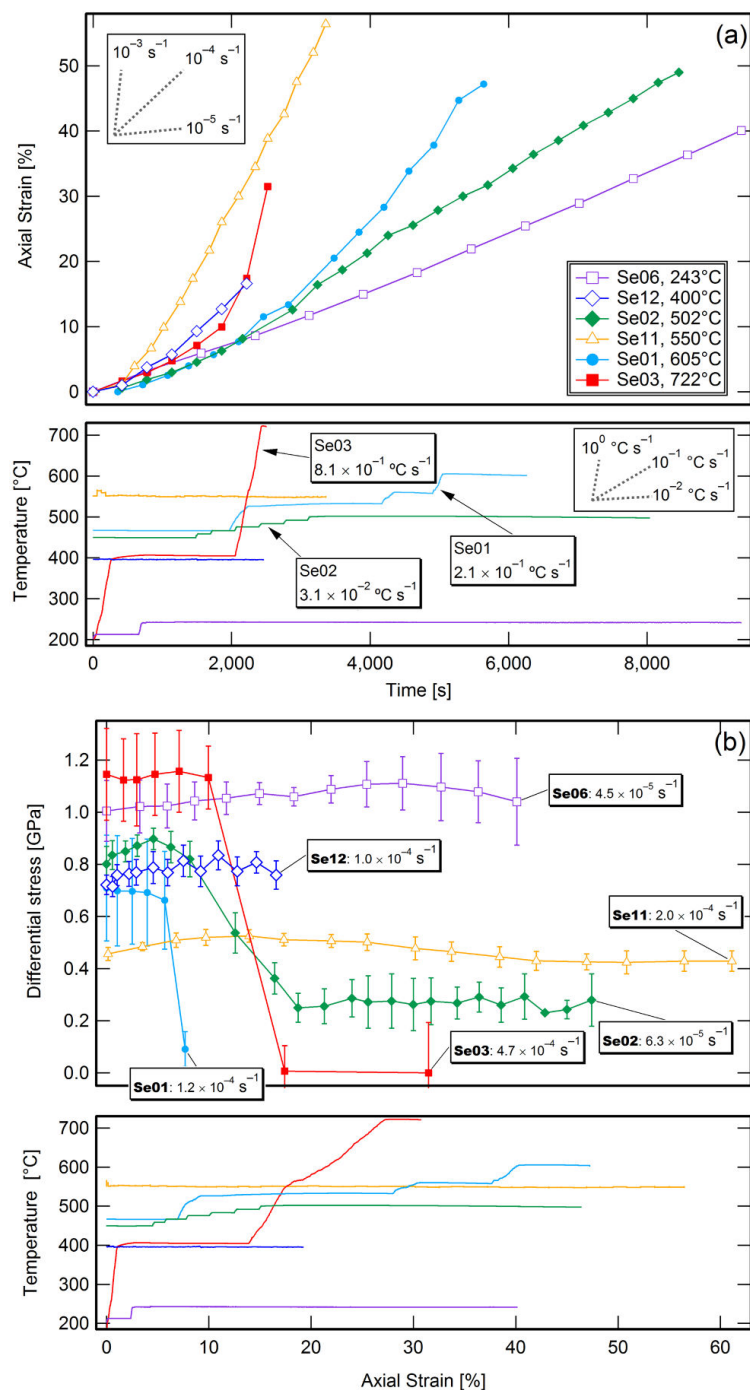 (a)
10⁻³ s⁻¹
10⁻⁴ s⁻¹
10⁻⁵ s⁻¹
50
40
30
20
10
0
Axial Strain [%]
Se06, 243°C
Se12, 400°C
Se02, 502°C
Se11, 550°C
Se01, 605°C
Se03, 722°C
700
600
500
400
300
200
Temperature [°C]
Se03
8.1 × 10⁻¹ ºC s⁻¹
10⁰ ºC s⁻¹
10⁻¹ ºC s⁻¹
10⁻² ºC s⁻¹
Se02
3.1 × 10⁻² ºC s⁻¹
Se01
2.1 × 10⁻¹ ºC s⁻¹
0 2,000 4,000 6,000 8,000
Time [s]
(b)
1.2
1.0
0.8
0.6
0.4
0.2
0.0
Differential stress [GPa]
Se06: 4.5 × 10⁻⁵ s⁻¹
Se12: 1.0 × 10⁻⁴ s⁻¹
Se11: 2.0 × 10⁻⁴ s⁻¹
Se02: 6.3 × 10⁻⁵ s⁻¹
Se03: 4.7 × 10⁻⁴ s⁻¹
Se01: 1.2 × 10⁻⁴ s⁻¹
700
600
500
400
300
200
Temperature [°C]
0 10 20 30 40 50 60
Axial Strain [%]